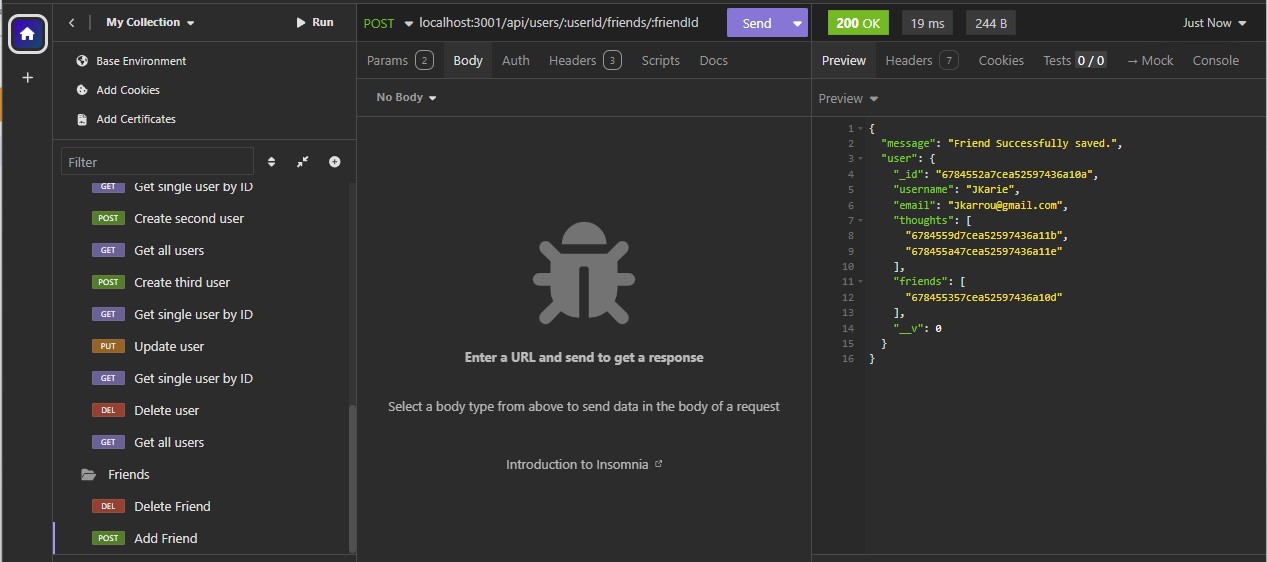 My Collection
Run
Base Environment
Add Cookies
Add Certificates
Filter
GET Get single user by ID
POST Create second user
GET Get all users
POST Create third user
GET Get single user by ID
PUT Update user
GET Get single user by ID
DEL Delete user
GET Get all users
Friends
DEL Delete Friend
POST Add Friend
POST localhost:3001/api/users/:userId/friends/:friendId Send
Params 2 Body Auth Headers 3 Scripts Docs
No Body
Enter a URL and send to get a response
Select a body type from above to send data in the body of a request
Introduction to Insomnia
200 OK 19 ms 244 B Just Now
Preview Headers 7 Cookies Tests 0 / 0 → Mock Console
Preview
1 {
2 "message": "Friend Successfully saved.",
3 "user": {
4 "_id": "6784552a7cea52597436a10a",
5 "username": "JKarie",
6 "email": "Jkarrou@gmail.com",
7 "thoughts": [
8 "6784559d7cea52597436a11b",
9 "678455a47cea52597436a11e"
10 ],
11 "friends": [
12 "678455357cea52597436a10d"
13 ],
14 "__v": 0
15 }
16 }